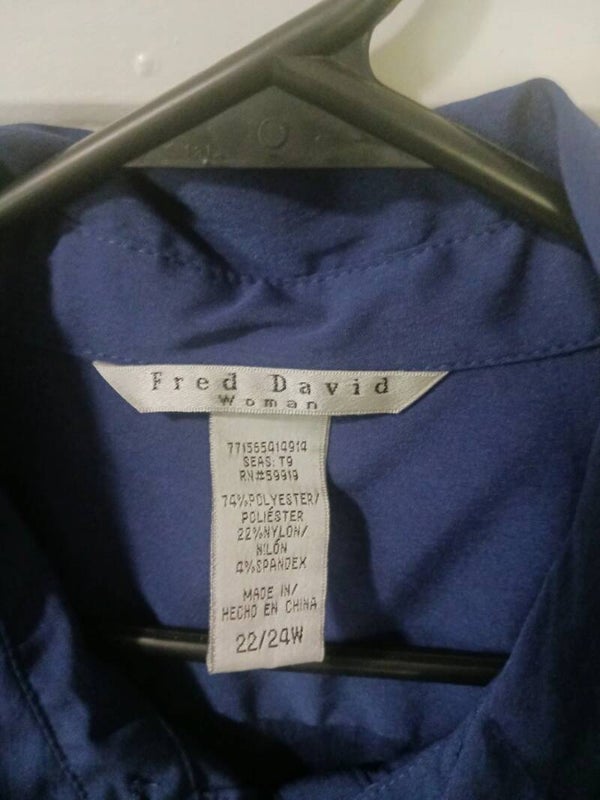 Fred David
Woman
771565414914
SEAS: T9
RN#59919
74%POLYESTER/
POLIÉSTER
22%NYLON/
NILÓN
4%SPANDEX
MADE IN/
HECHO EN CHINA
22/24W